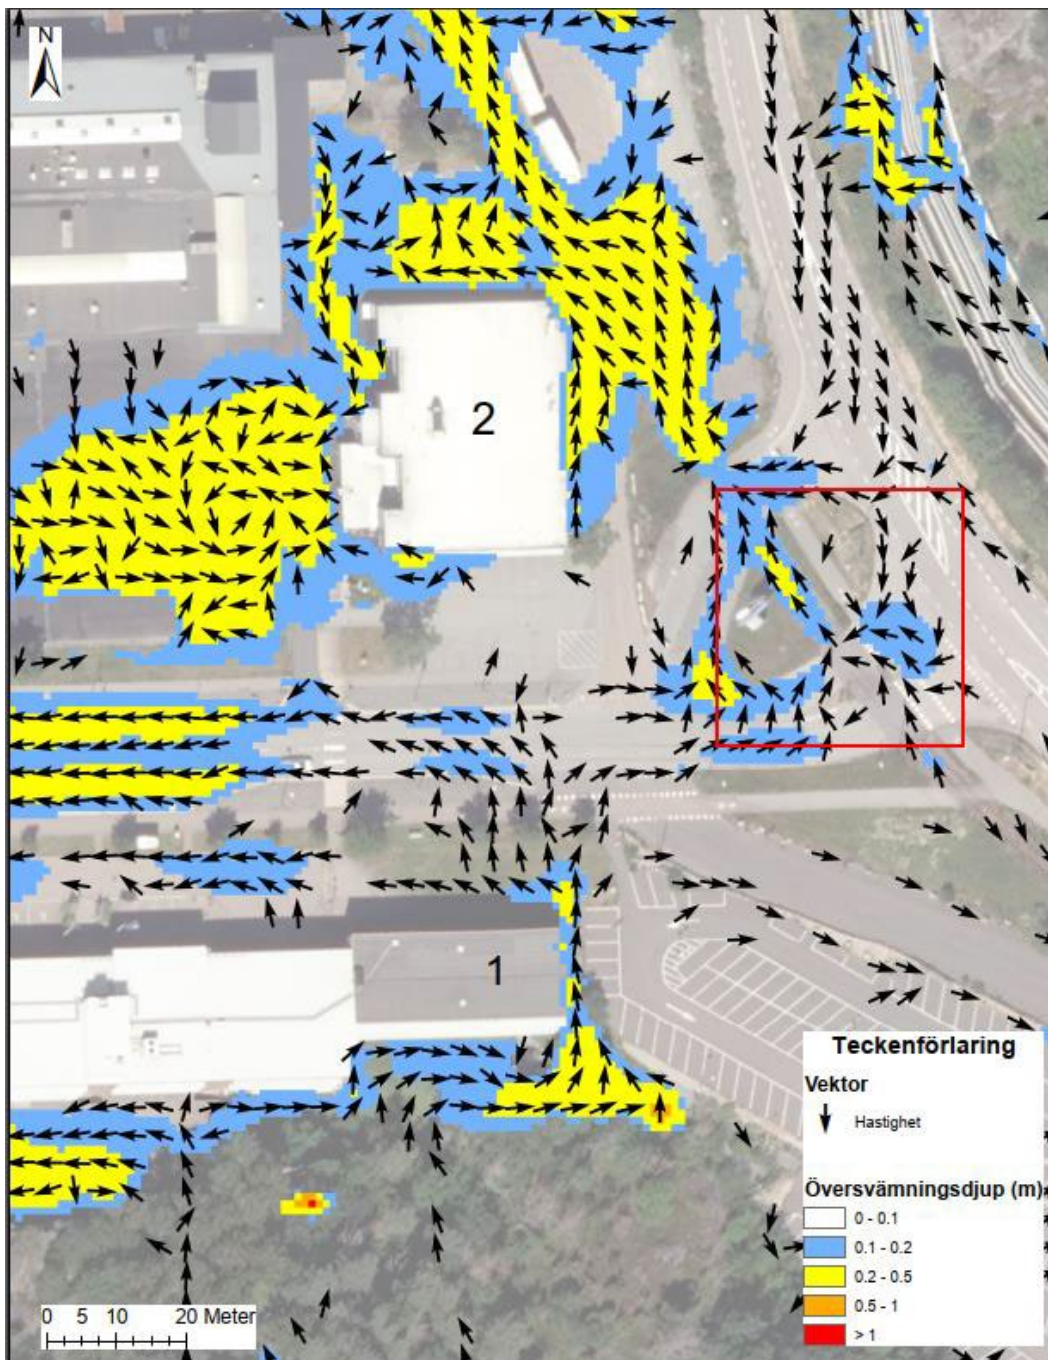 N
2
1
Teckenförlaring
Vektor
Hastighet
Översvämningsdjup (m)
0 - 0.1
0.1 - 0.2
0.2 - 0.5
0.5 - 1
> 1
0 5 10 20 Meter